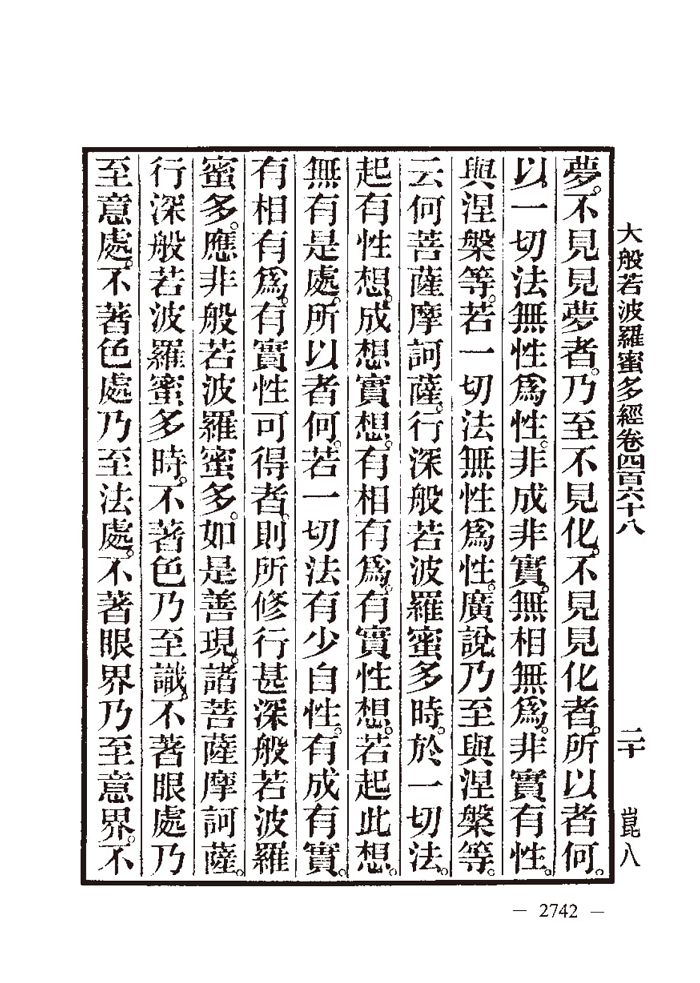 大般若波羅蜜多經卷四百六十八　二十　崑八
夢。不見見夢者。乃至不見化。不見見化者。所以者何。
以一切法無性爲性。非成非實。無相無爲。非實有性。
與涅槃等。若一切法無性爲性。廣說乃至與涅槃等。
云何菩薩摩訶薩。行深般若波羅蜜多時。於一切法。
起有性想。成想實想。有相有爲。有實性想。若起此想。
無有是處。所以者何。若一切法有少自性。有成有實。
有相有爲。有實性可得者。則所修行甚深般若波羅
蜜多。應非般若波羅蜜多。如是善現。諸菩薩摩訶薩。
行深般若波羅蜜多時。不著色乃至識。不著眼處乃
至意處。不著色處乃至法處。不著眼界乃至意界。不
— 2742 —